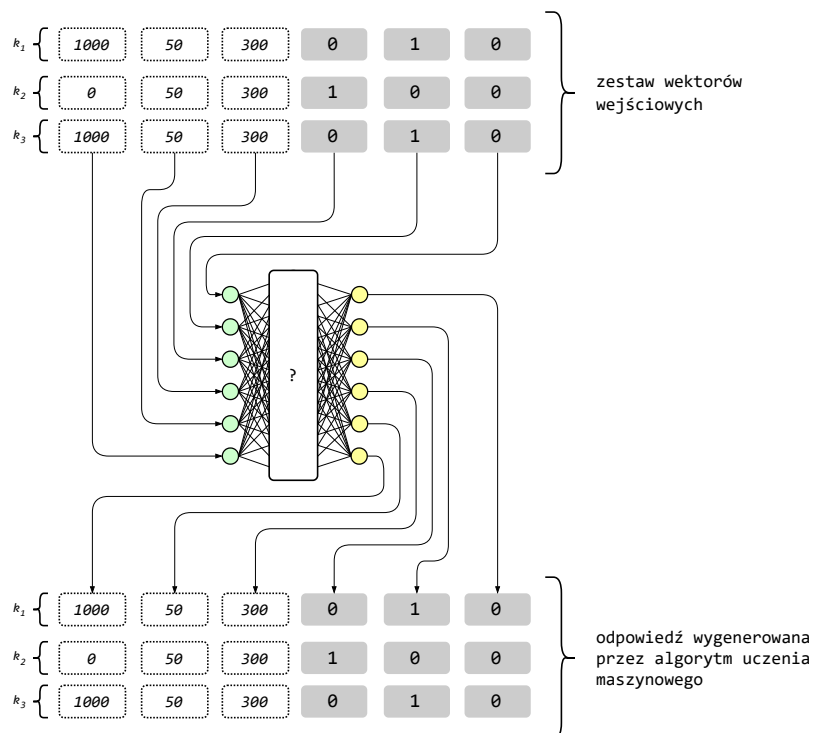 k₁ { 1000 50 300 0 1 0
k₂ { 0 50 300 1 0 0
k₃ { 1000 50 300 0 1 0
zestaw wektorów
wejściowych
?
k₁ { 1000 50 300 0 1 0
k₂ { 0 50 300 1 0 0
k₃ { 1000 50 300 0 1 0
odpowiedź wygenerowana
przez algorytm uczenia
maszynowego